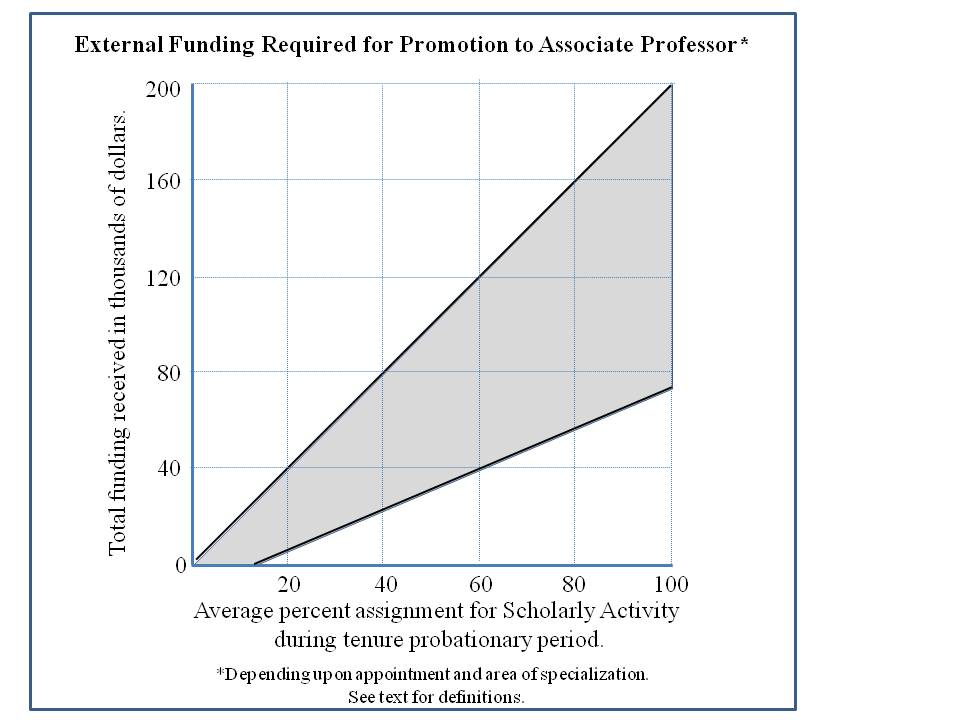 External Funding Required for Promotion to Associate Professor*
Total funding received in thousands of dollars.
200
160
120
80
40
0
20 40 60 80 100
Average percent assignment for Scholarly Activity
during tenure probationary period.
*Depending upon appointment and area of specialization.
See text for definitions.